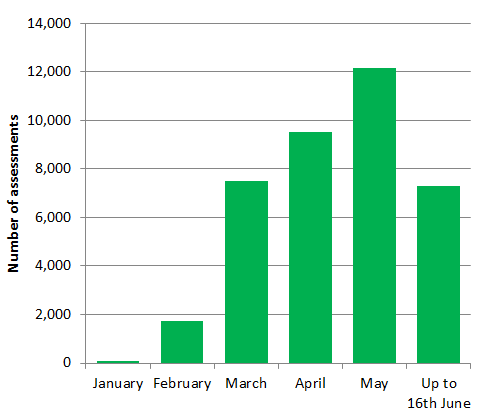 Number of assessments
14,000
12,000
10,000
8,000
6,000
4,000
2,000
0
January February March April May Up to
16th June